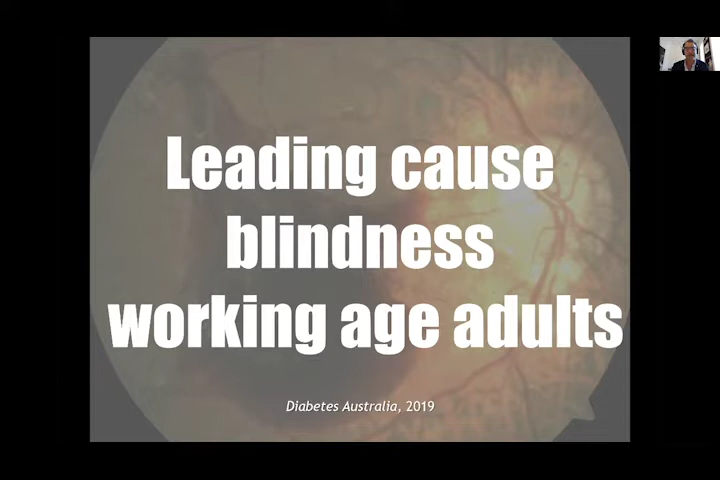 Leading cause
blindness
working age adults
Diabetes Australia, 2019